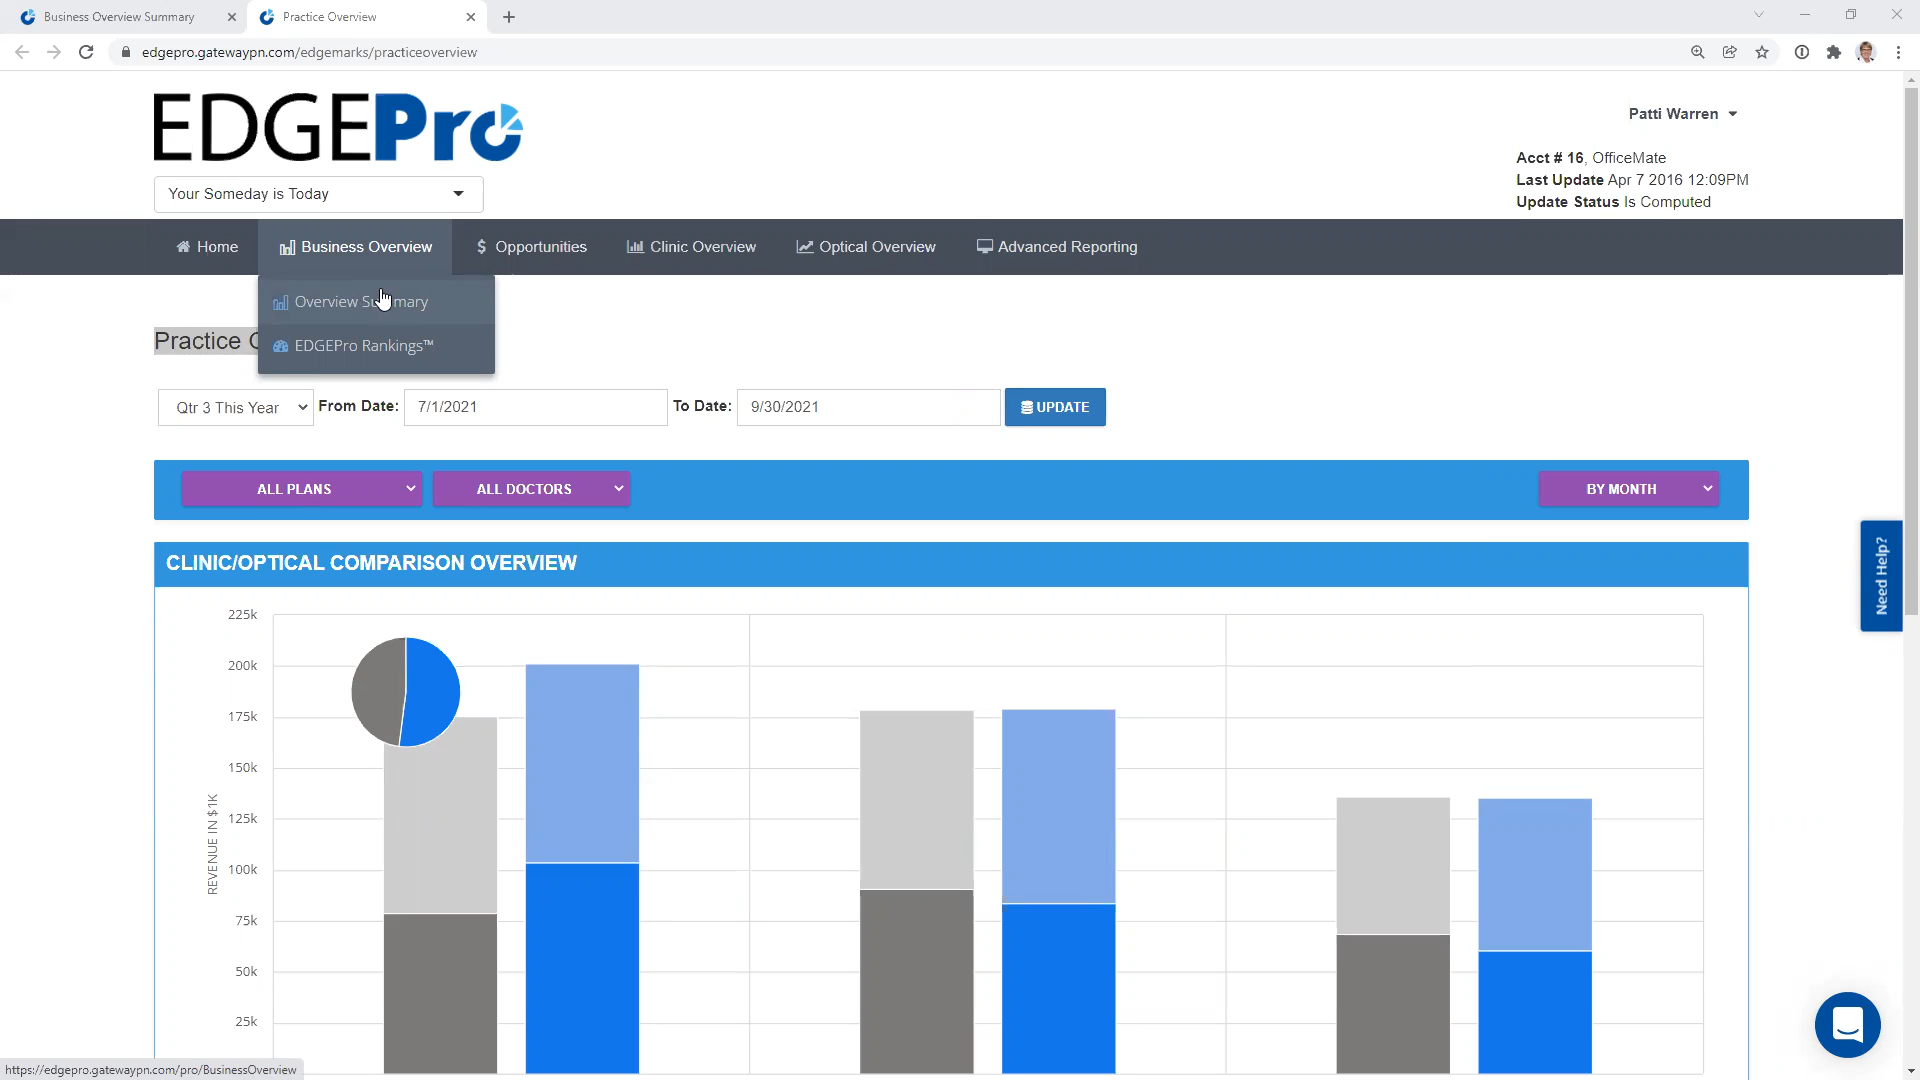 Business Overview Summary
Practice Overview
edgepro.gatewaypn.com/edgemarks/practiceoverview
EDGEPro
Patti Warren
Your Someday is Today
Acct # 16, OfficeMate
Last Update Apr 7 2016 12:09PM
Update Status Is Computed
Home
Business Overview
$ Opportunities
Clinic Overview
Optical Overview
Advanced Reporting
Overview Su mary
EDGEPro Rankings™
Practice
Qtr 3 This Year
From Date:
7/1/2021
To Date:
9/30/2021
UPDATE
ALL PLANS
ALL DOCTORS
BY MONTH
Need Help?
CLINIC/OPTICAL COMPARISON OVERVIEW
REVENUE IN $1K
225k
200k
175k
150k
125k
100k
75k
50k
25k
https://edgepro.gatewaypn.com/pro/BusinessOverview